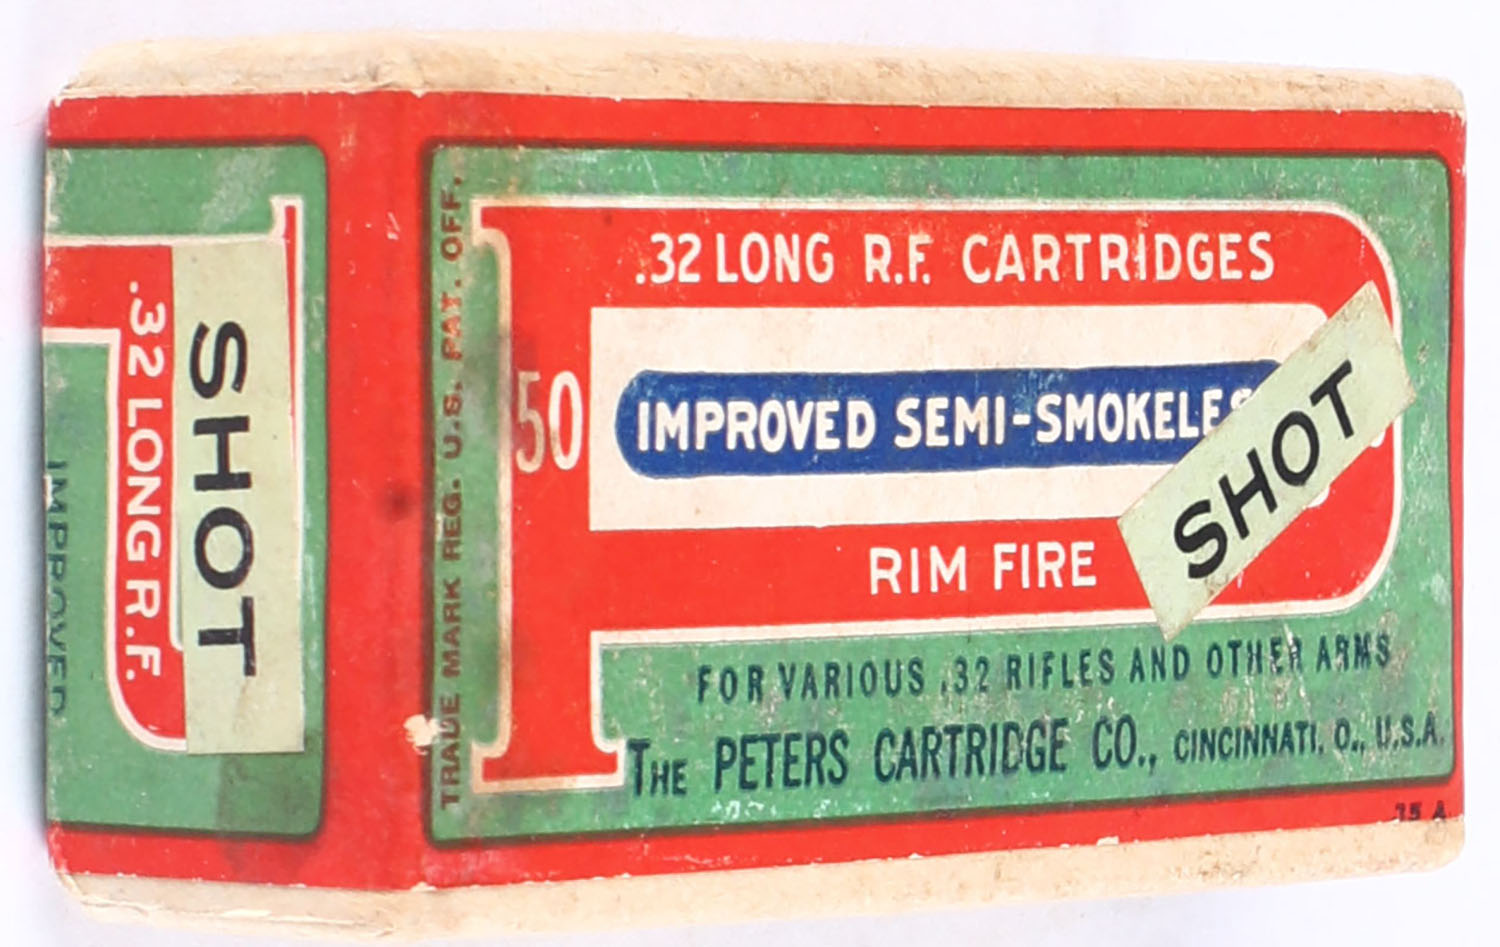 .32 LONG R.F.
SHOT
IMPROVED
TRADE MARK REG. U.S. PAT. OFF.
.32 LONG R.F. CARTRIDGES
50
IMPROVED SEMI-SMOKELES
SHOT
RIM FIRE
FOR VARIOUS .32 RIFLES AND OTHER ARMS
THE PETERS CARTRIDGE CO., CINCINNATI, O., U.S.A.